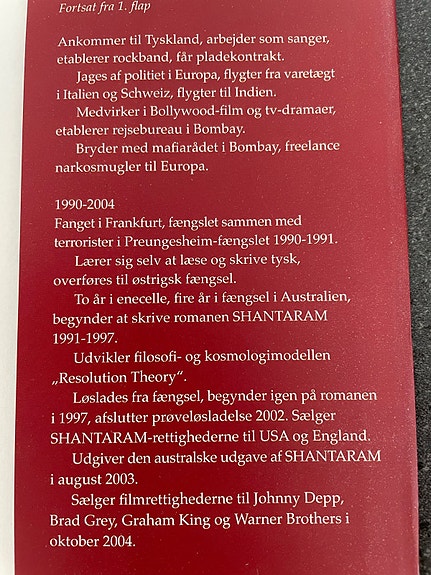 Fortsat fra 1. flap
Ankommer til Tyskland, arbejder som sanger,
etablerer rockband, får pladekontrakt.
Jages af politiet i Europa, flygter fra varetægt
i Italien og Schweiz, flygter til Indien.
Medvirker i Bollywood-film og tv-dramaer,
etablerer rejsebureau i Bombay.
Bryder med mafiarådet i Bombay, freelance
narkosmugler til Europa.
1990-2004
Fanget i Frankfurt, fængslet sammen med
terrorister i Preungesheim-fængslet 1990-1991.
Lærer sig selv at læse og skrive tysk,
overføres til østrigsk fængsel.
To år i enecelle, fire år i fængsel i Australien,
begynder at skrive romanen SHANTARAM
1991-1997.
Udvikler filosofi- og kosmologimodellen
„Resolution Theory“.
Løslades fra fængsel, begynder igen på romanen
i 1997, afslutter prøveløsladelse 2002. Sælger
SHANTARAM-rettighederne til USA og England.
Udgiver den australske udgave af SHANTARAM
i august 2003.
Sælger filmrettighederne til Johnny Depp,
Brad Grey, Graham King og Warner Brothers i
oktober 2004.